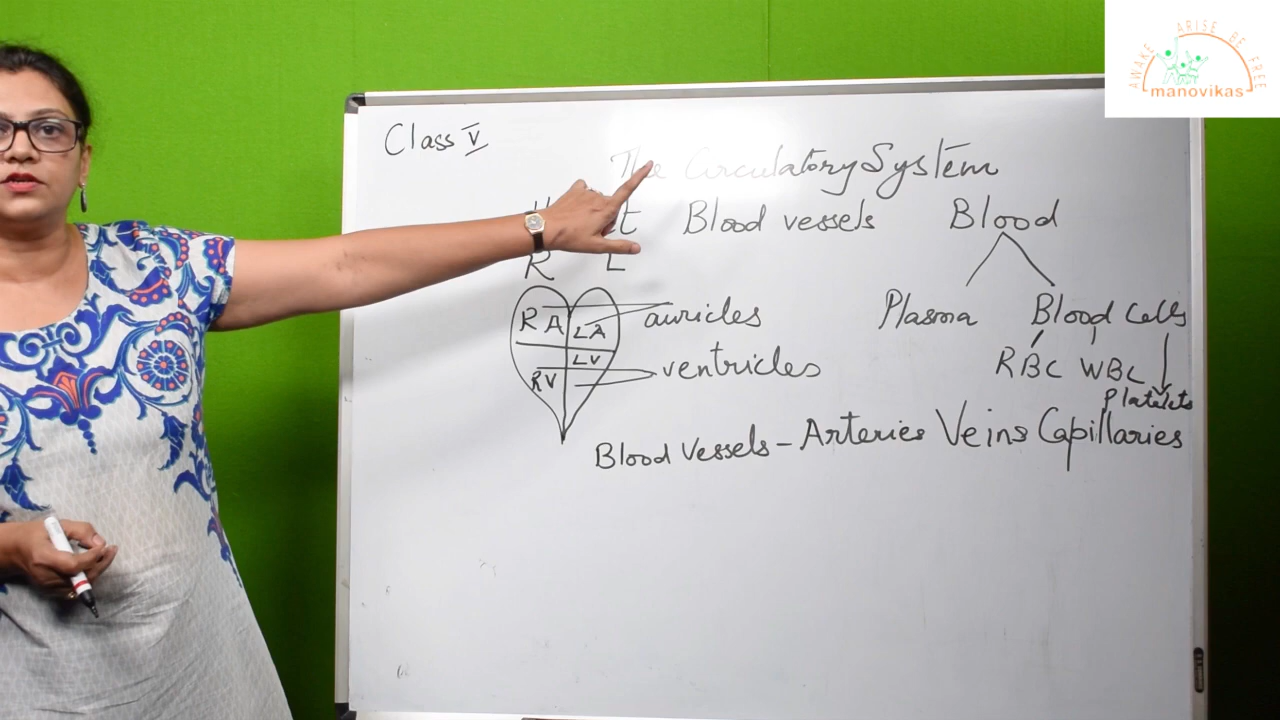 AWAKE ARISE BE FREE
manovikas
Class V
The Circulatory System
t Blood vessels Blood
R L
Plasma Blood Cells
R A LA auricles
LV
RV ventricles
RBC WBC
Platelets
Blood Vessels - Arteries Veins Capillaries